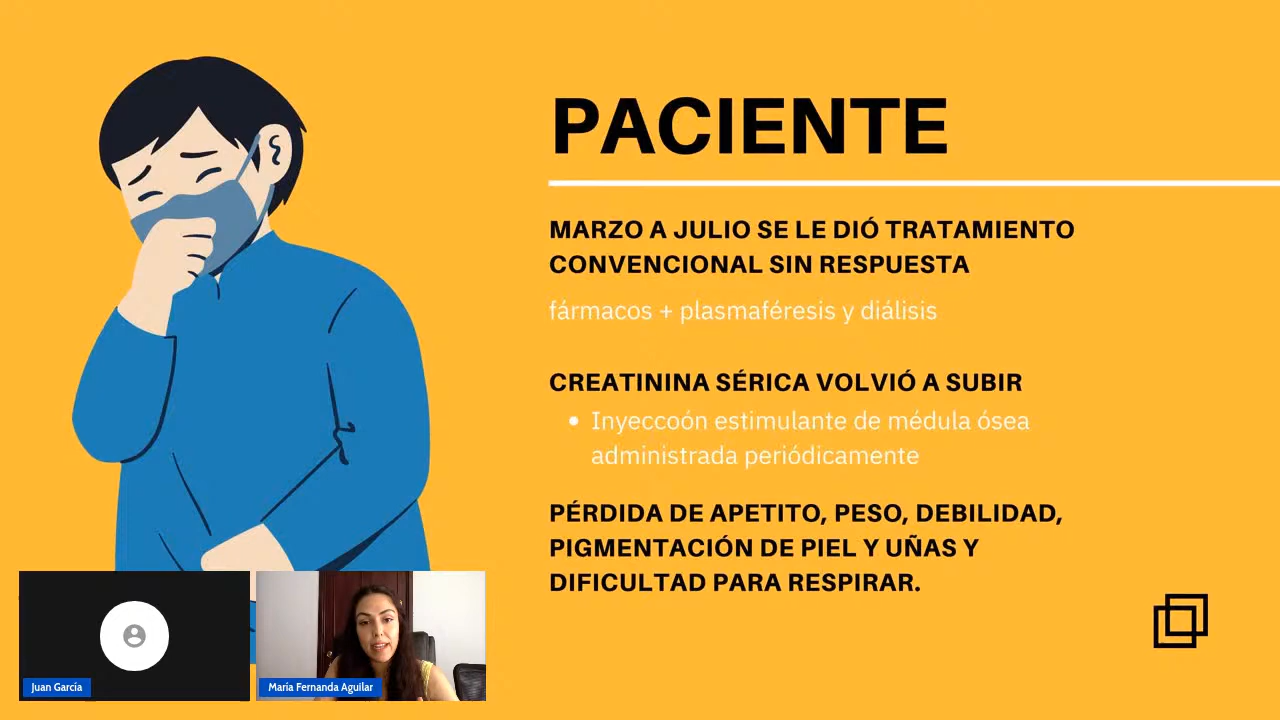 PACIENTE
MARZO A JULIO SE LE DIÓ TRATAMIENTO
CONVENCIONAL SIN RESPUESTA
fármacos + plasmaféresis y diálisis
CREATININA SÉRICA VOLVIÓ A SUBIR
• Inyeccoón estimulante de médula ósea
administrada periódicamente
PÉRDIDA DE APETITO, PESO, DEBILIDAD,
PIGMENTACIÓN DE PIEL Y UÑAS Y
DIFICULTAD PARA RESPIRAR.
Juan García
María Fernanda Aguilar